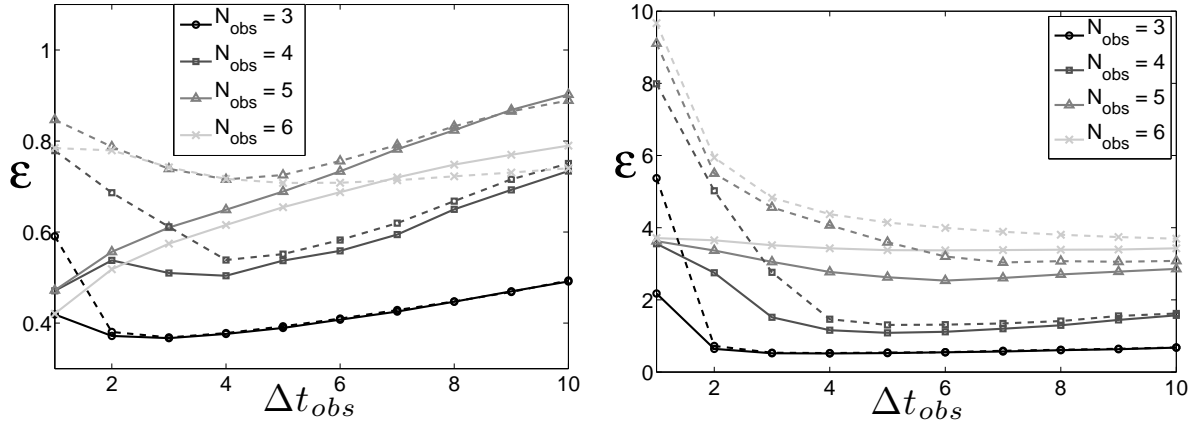 N_obs = 3
N_obs = 4
N_obs = 5
N_obs = 6
1
0.8
0.6
0.4
ε
2 4 6 8 10
Δt_obs
N_obs = 3
N_obs = 4
N_obs = 5
N_obs = 6
10
8
6
4
2
0
ε
2 4 6 8 10
Δt_obs